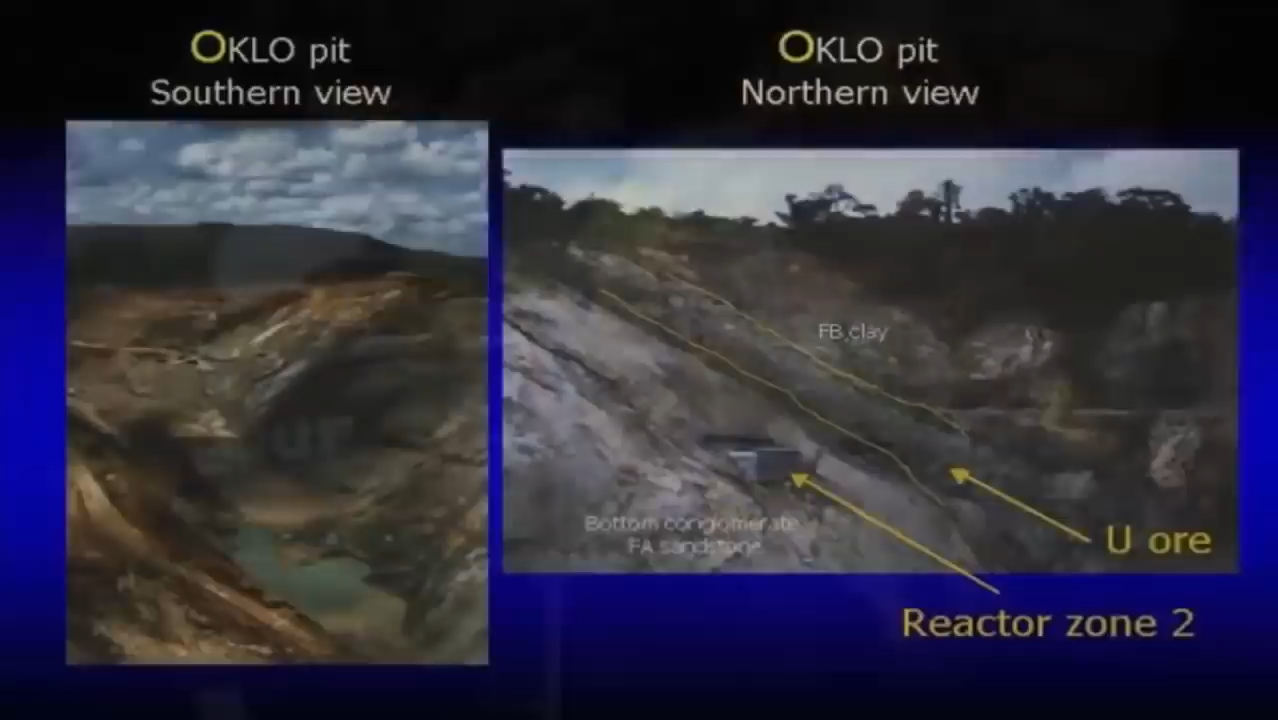 OKLO pit
Southern view
OKLO pit
Northern view
FB clay
Bottom conglomerate
FA sandstone
U ore
Reactor zone 2